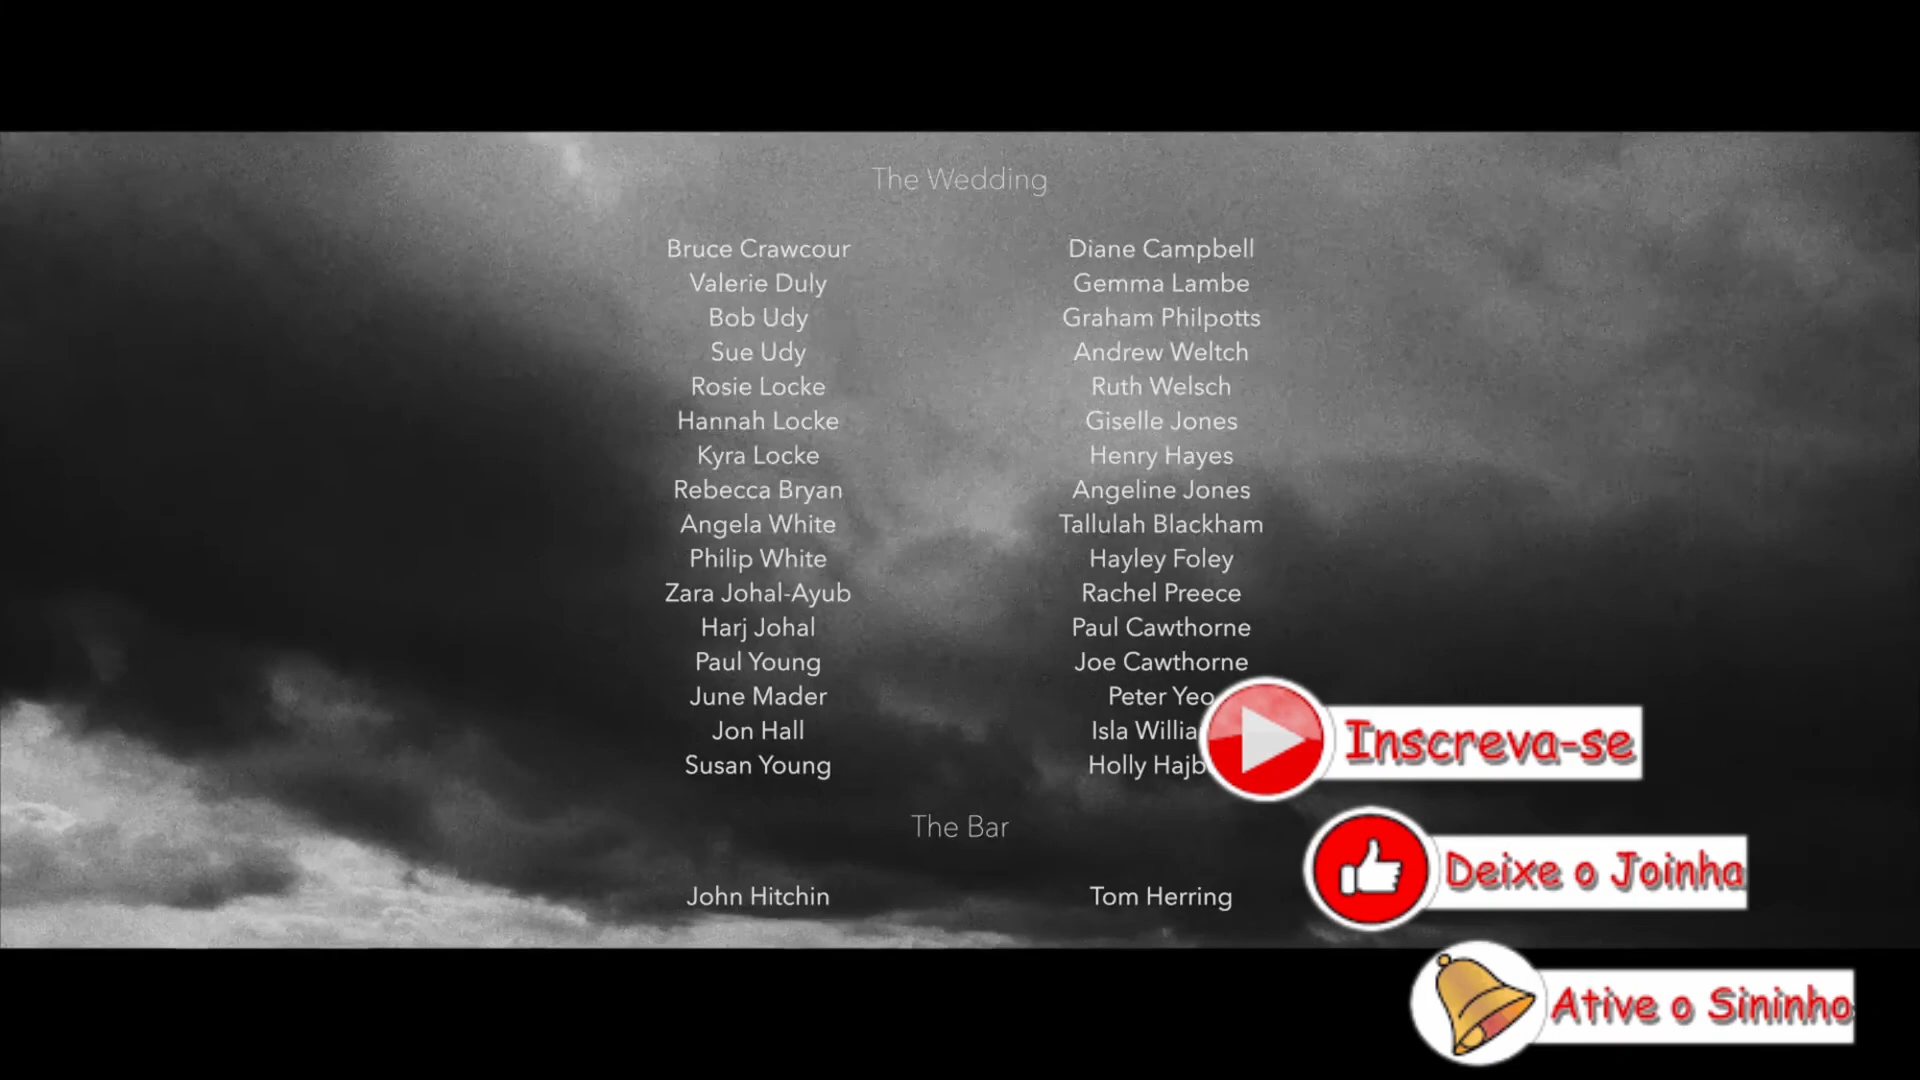 The Wedding
Bruce Crawcour Diane Campbell
Valerie Duly Gemma Lambe
Bob Udy Graham Philpotts
Sue Udy Andrew Weltch
Rosie Locke Ruth Welsch
Hannah Locke Giselle Jones
Kyra Locke Henry Hayes
Rebecca Bryan Angeline Jones
Angela White Tallulah Blackham
Philip White Hayley Foley
Zara Johal-Ayub Rachel Preece
Harj Johal Paul Cawthorne
Paul Young Joe Cawthorne
June Mader Peter Yeo
Jon Hall Isla
Susan Young Holly
The Bar
John Hitchin Tom Herring
Inscreva-se
Deixe o Joinha
Ative o Sininho